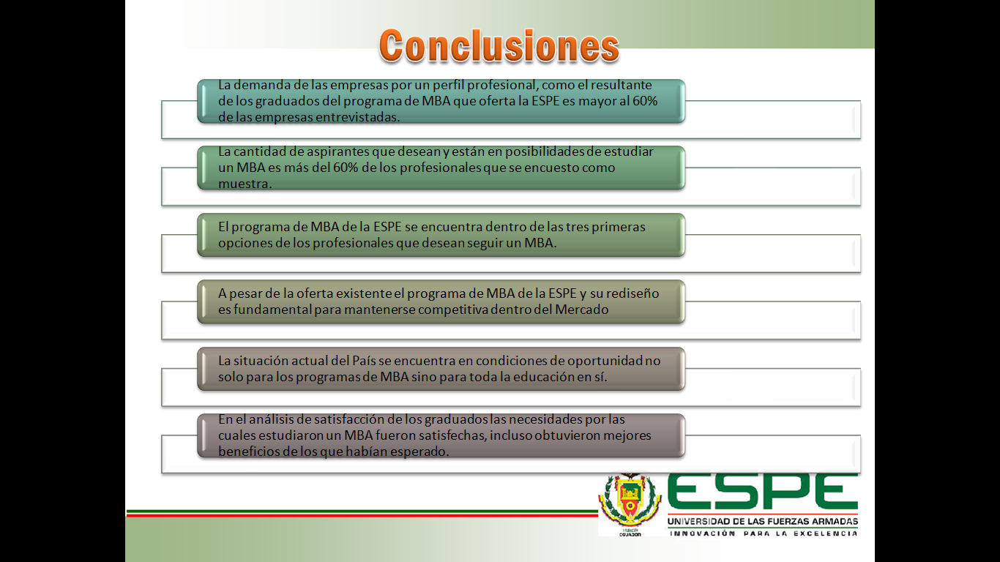 Conclusiones
La demanda de las empresas por un perfil profesional, como el resultante
de los graduados del programa de MBA que oferta la ESPE es mayor al 60%
de las empresas entrevistadas.
La cantidad de aspirantes que desean y están en posibilidades de estudiar
un MBA es más del 60% de los profesionales que se encuesto como
muestra.
El programa de MBA de la ESPE se encuentra dentro de las tres primeras
opciones de los profesionales que desean seguir un MBA.
A pesar de la oferta existente el programa de MBA de la ESPE y su rediseño
es fundamental para mantenerse competitiva dentro del Mercado
La situación actual del País se encuentra en condiciones de oportunidad no
solo para los programas de MBA sino para toda la educación en sí.
En el análisis de satisfacción de los graduados las necesidades por las
cuales estudiaron un MBA fueron satisfechas, incluso obtuvieron mejores
beneficios de los que habían esperado.
ESPE
UNIVERSIDAD DE LAS FUERZAS ARMADAS
INNOVACIÓN PARA LA EXCELENCIA
ECUADOR